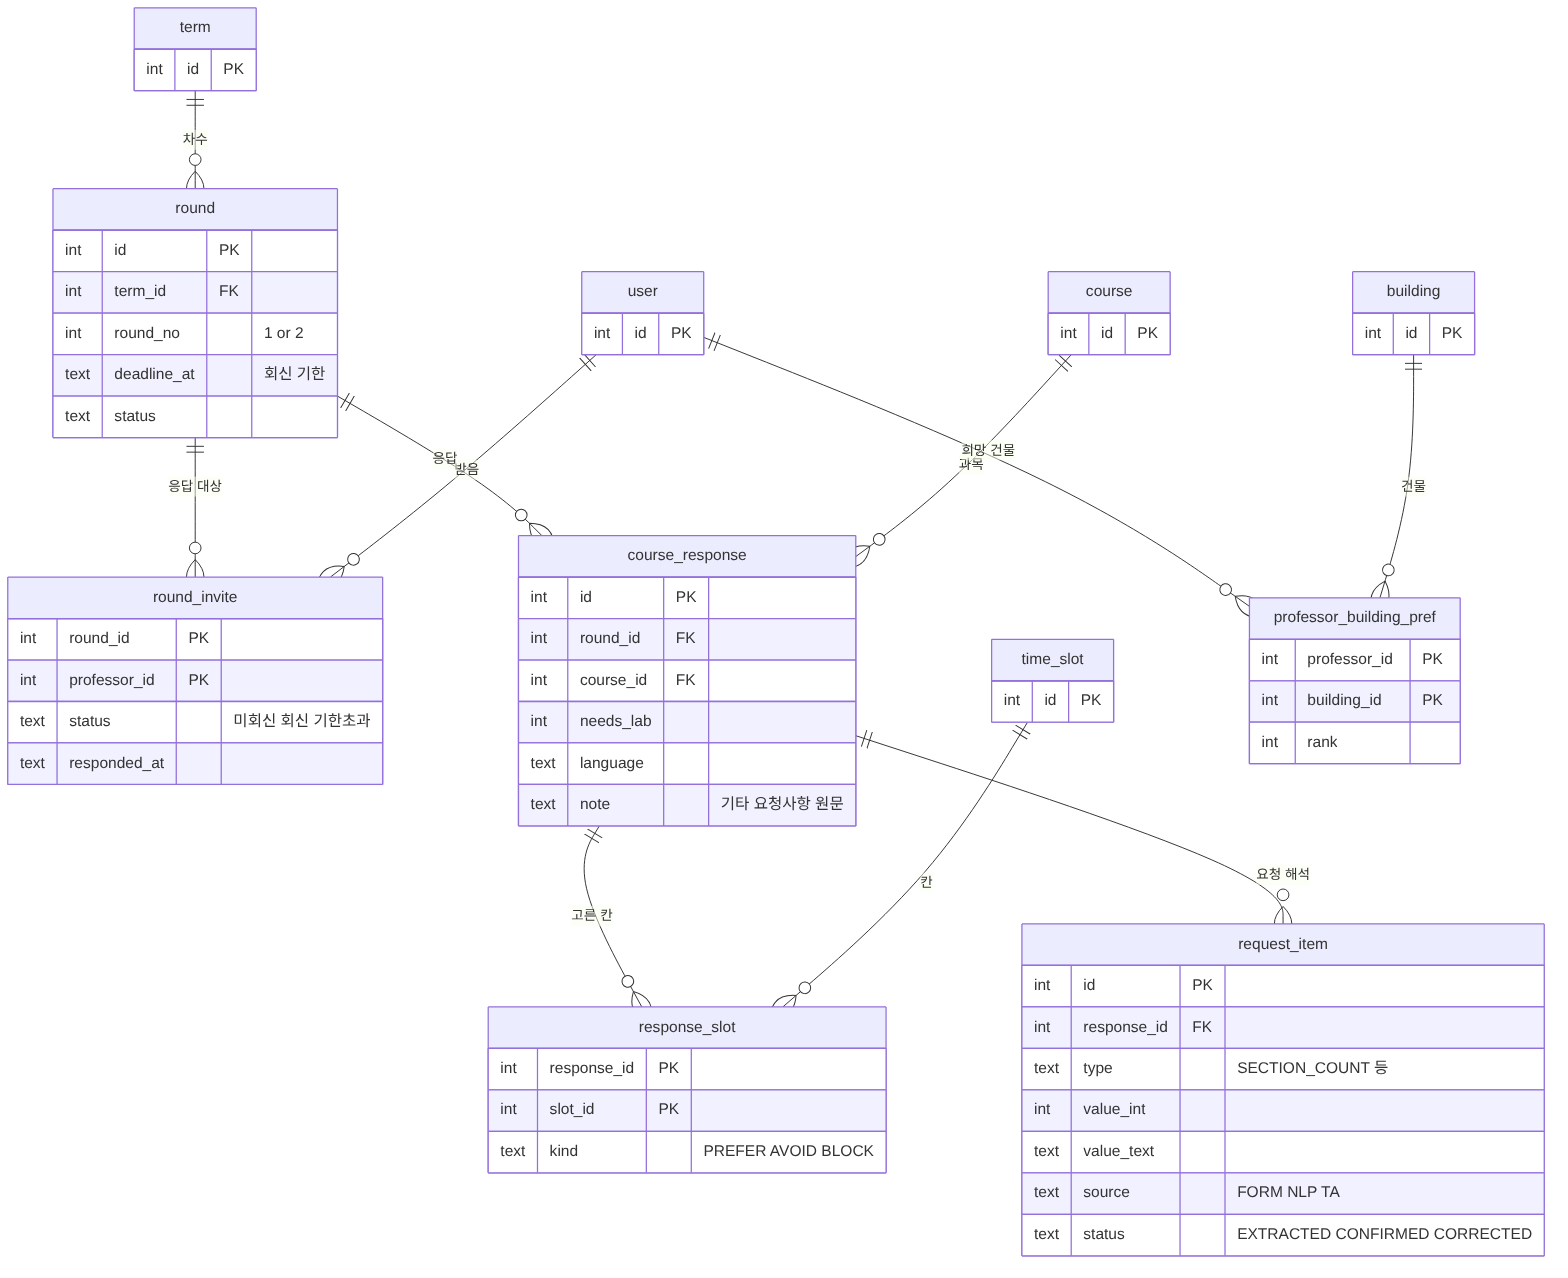 term
int id PK
차수
round
int id PK
int term_id FK
int round_no 1 or 2
text deadline_at 회신 기한
text status
user
int id PK
course
int id PK
building
int id PK
응답 대상
응답
받음
희망 건물
과목
건물
round_invite
int round_id PK
int professor_id PK
text status 미회신 회신 기한초과
text responded_at
course_response
int id PK
int round_id FK
int course_id FK
int needs_lab
text language
text note 기타 요청사항 원문
time_slot
int id PK
professor_building_pref
int professor_id PK
int building_id PK
int rank
고른 칸
칸
요청 해석
response_slot
int response_id PK
int slot_id PK
text kind PREFER AVOID BLOCK
request_item
int id PK
int response_id FK
text type SECTION_COUNT 등
int value_int
text value_text
text source FORM NLP TA
text status EXTRACTED CONFIRMED CORRECTED